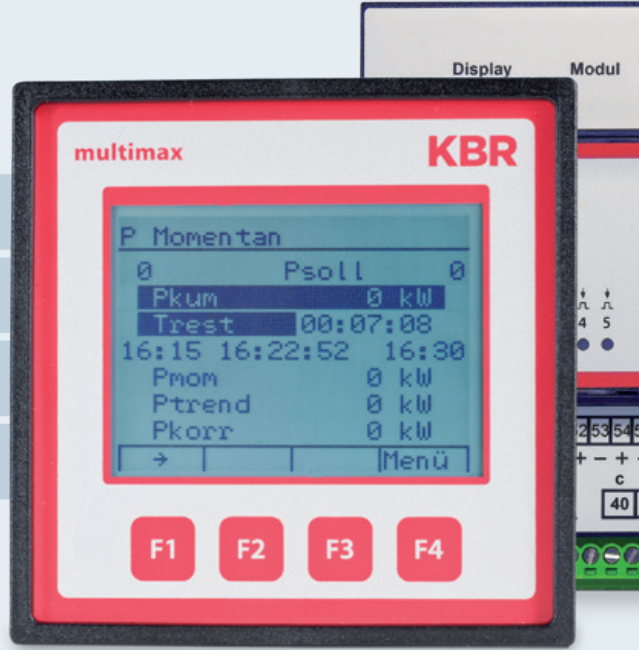 Display Modul
multimax KBR
P Momentan
0 Psoll 0
Pkum 0 kW
Trest 00:07:08
16:15 16:22:52 16:30
Pmom 0 kW
Ptrend 0 kW
Pkorr 0 kW
→ Menü
F1 F2 F3 F4
4 5
53 54
+ − +
c
40